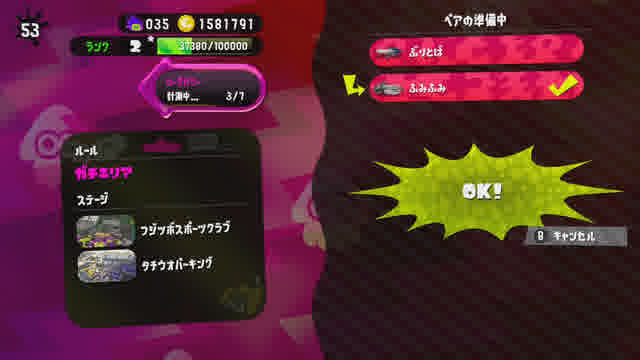 53
035
1581791
ランク
2
37380/100000
計測中...
3/7
ルール
ガチエリア
ステージ
フジツボスポーツクラブ
タチウオパーキング
ペアの準備中
ぷりとぱ
ふみふみ
OK!
B キャンセル